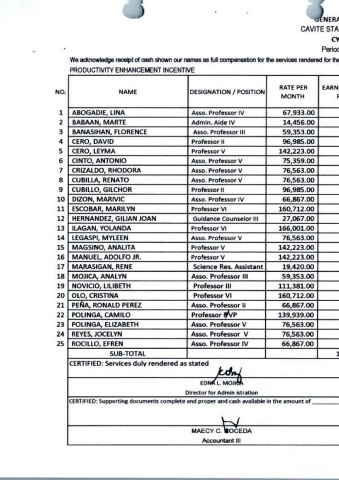 GENERA
CAVITE STA
CY
Perioc
We acknowledge receipt of cash shown our names as full compensation for the services rendered for the
PRODUCTIVITY ENHANCEMENT INCENTIVE
NO. NAME DESIGNATION / POSITION RATE PER MONTH EARN
1 ABOGADIE, LINA Asso. Professor IV 67,933.00
2 BABAAN, MARTE Admin. Aide IV 14,456.00
3 BANASIHAN, FLORENCE Asso. Professor III 59,353.00
4 CERO, DAVID Professor II 96,985.00
5 CERO, LEYMA Professor V 142,223.00
6 CINTO, ANTONIO Asso. Professor V 75,359.00
7 CRIZALDO, RHODORA Asso. Professor V 76,563.00
8 CUBILLA, RENATO Asso. Professor V 76,563.00
9 CUBILLO, GILCHOR Professor II 96,985.00
10 DIZON, MARIVIC Asso. Professor IV 66,867.00
11 ESCOBAR, MARILYN Professor VI 160,712.00
12 HERNANDEZ, GILIAN JOAN Guidance Counselor III 27,067.00
13 ILAGAN, YOLANDA Professor VI 166,001.00
14 LEGASPI, MYLEEN Asso. Professor V 76,563.00
15 MAGSINO, ANALITA Professor V 142,223.00
16 MANUEL, ADOLFO JR. Professor V 142,223.00
17 MARASIGAN, RENE Science Res. Assistant 19,420.00
18 MOJICA, ANALYN Asso. Professor III 59,353.00
19 NOVICIO, LILIBETH Professor III 111,381.00
20 OLO, CRISTINA Professor VI 160,712.00
21 PEÑA, RONALD PEREZ Asso. Professor Ii 66,867.00
22 POLINGA, CAMILO Professor VP 139,939.00
23 POLINGA, ELIZABETH Asso. Professor V 76,563.00
24 REYES, JOCELYN Asso. Professor V 76,563.00
25 ROCILLO, EFREN Asso. Professor IV 66,867.00
SUB-TOTAL 1
CERTIFIED: Services duly rendered as stated
EDNA L. MOJICA
Director for Admin istration
CERTIFIED: Supporting documents complete and proper and cash available in the amount of
MAECY C. BOCEDA
Accountant III